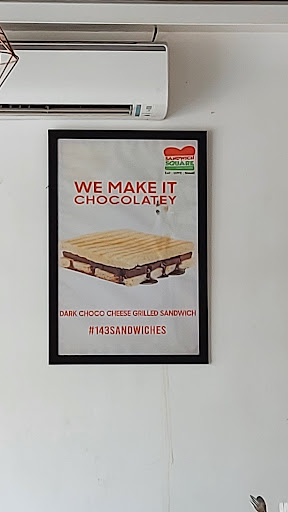 SANDWICH
SQUARE
WE MAKE IT
CHOCOLATEY
DARK CHOCO CHEESE GRILLED SANDWICH
#143SANDWICHES